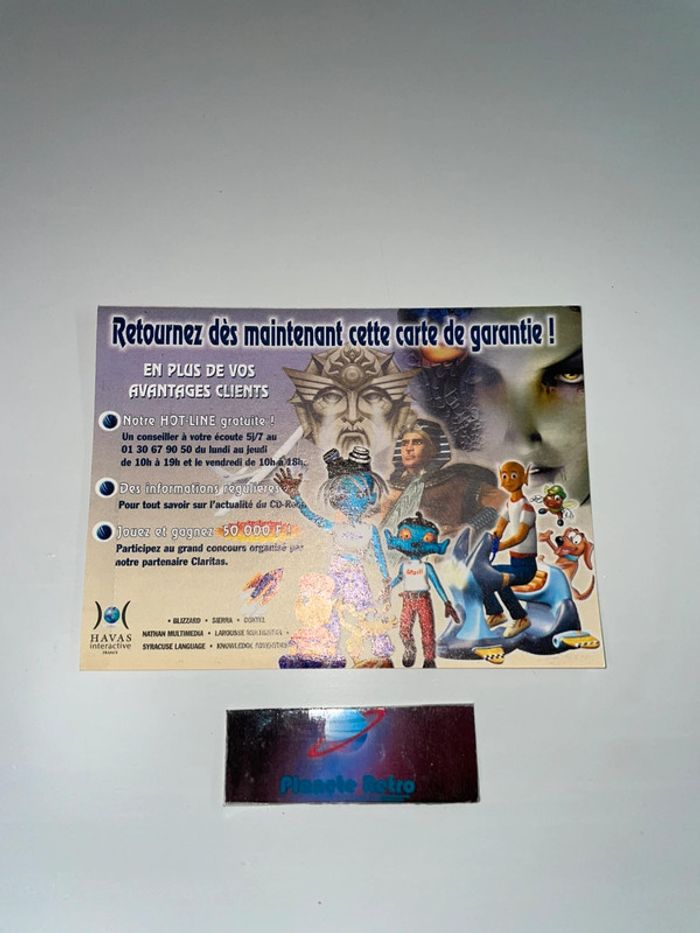 Retournez dès maintenant cette carte de garantie !
EN PLUS DE VOS
AVANTAGES CLIENTS
Notre HOT-LINE gratuite !
Un conseiller à votre écoute 5j/7 au
01 30 67 90 50 du lundi au jeudi
de 10h à 19h et le vendredi de 10h à 18h.
Des informations régulières
Pour tout savoir sur l'actualité du CD-Rom
Jouez et gagnez 50 000 F !
Participez au grand concours organisé par
notre partenaire Claritas.
HAVAS
interactive
FRANCE
• BLIZZARD • SIERRA • COKTEL
NATHAN MULTIMEDIA • LAROUSSE MULTIMEDIA •
SYRACUSE LANGUAGE • KNOWLEDGE ADVENTURE
Planete Retro